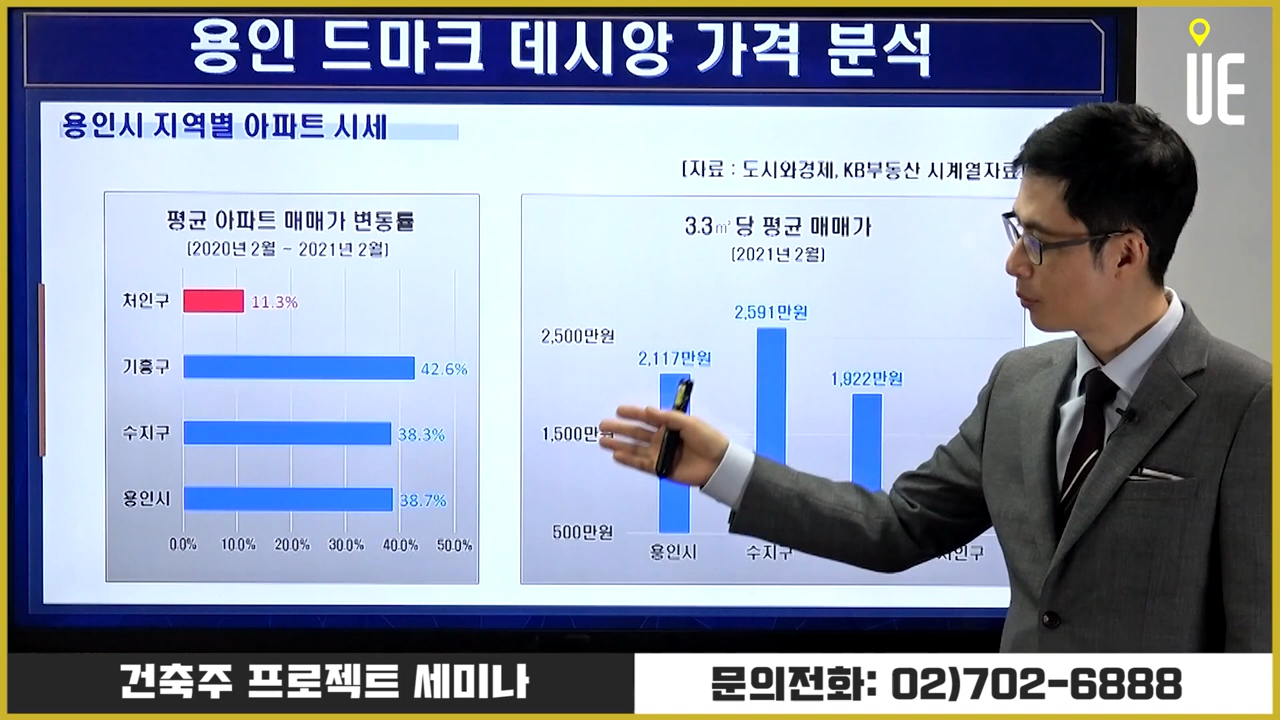 용인 드마크 데시앙 가격 분석
UE
용인시 지역별 아파트 시세
[자료 : 도시와경제, KB부동산 시계열자료
평균 아파트 매매가 변동률
(2020년 2월 ~ 2021년 2월)
처인구 11.3%
기흥구 42.6%
수지구 38.3%
용인시 38.7%
0.0% 10.0% 20.0% 30.0% 40.0% 50.0%
3.3㎡당 평균 매매가
(2021년 2월)
2,500만원
1,500만원
500만원
2,117만원
2,591만원
1,922만원
용인시 수지구 처인구
건축주 프로젝트 세미나
문의전화: 02)702-6888